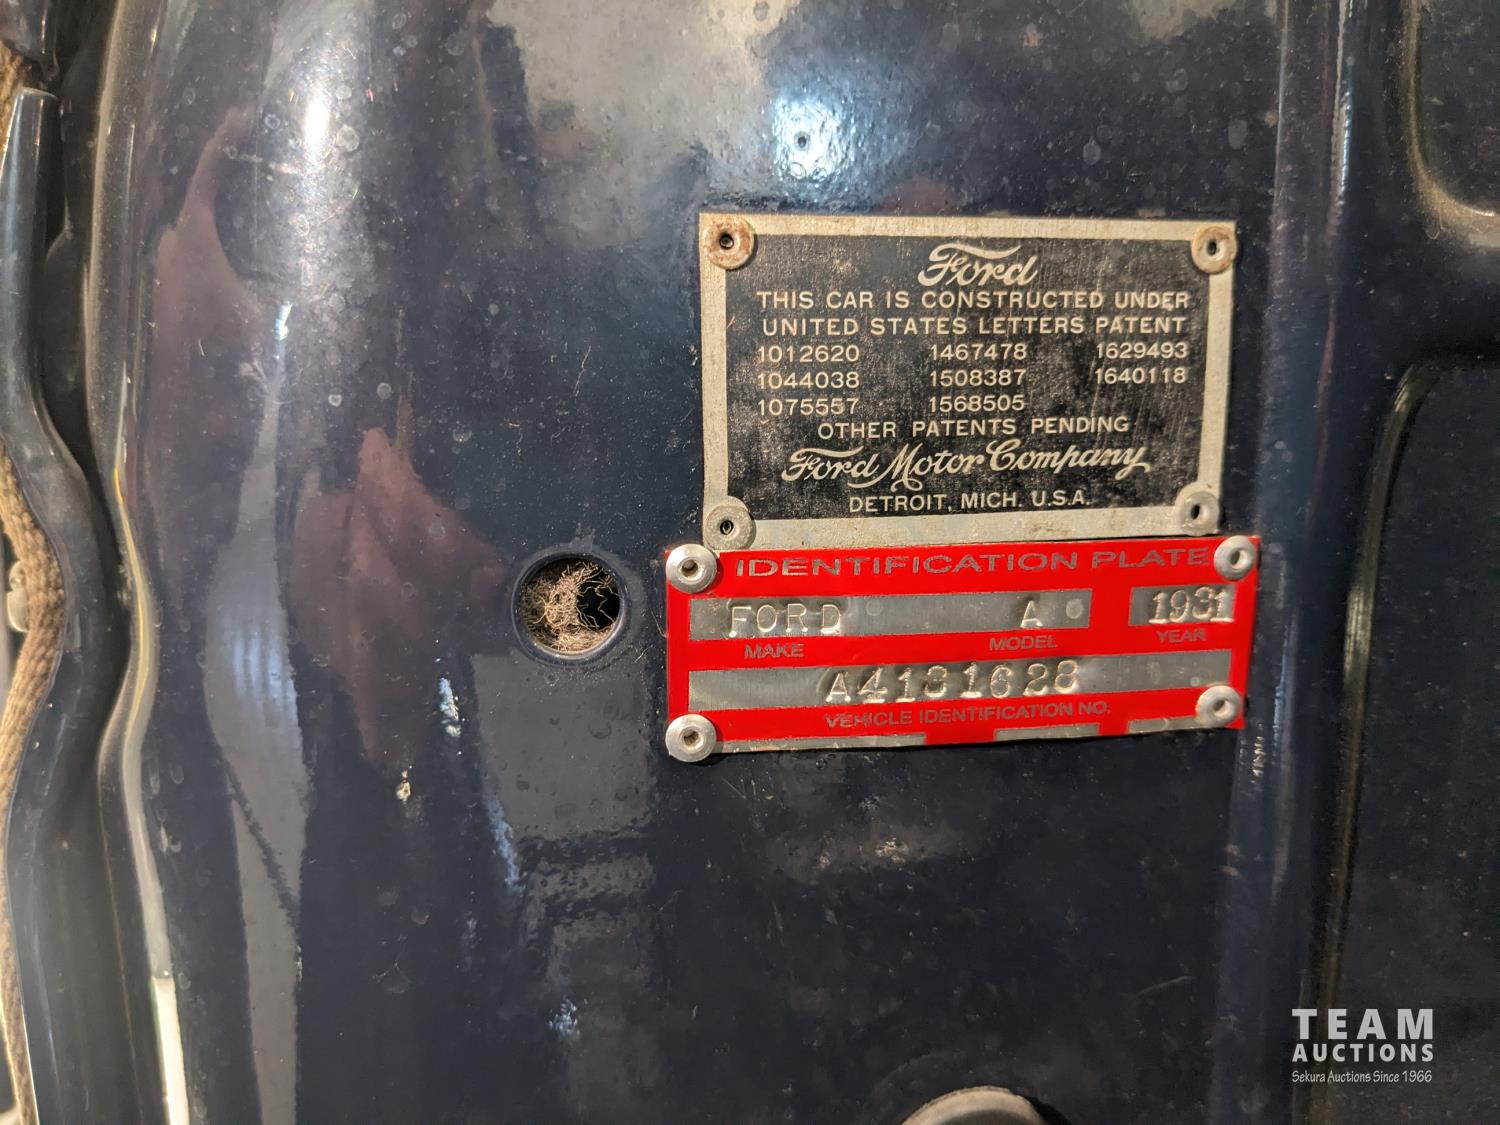 Ford
THIS CAR IS CONSTRUCTED UNDER
UNITED STATES LETTERS PATENT
1012620 1467478 1629493
1044038 1508387 1640118
1075557 1568505
OTHER PATENTS PENDING
Ford Motor Company
DETROIT, MICH. U.S.A.
IDENTIFICATION PLATE
FORD A 1931
MAKE MODEL YEAR
A4131628
VEHICLE IDENTIFICATION NO.
TEAM
AUCTIONS
Sekura Auctions Since 1966